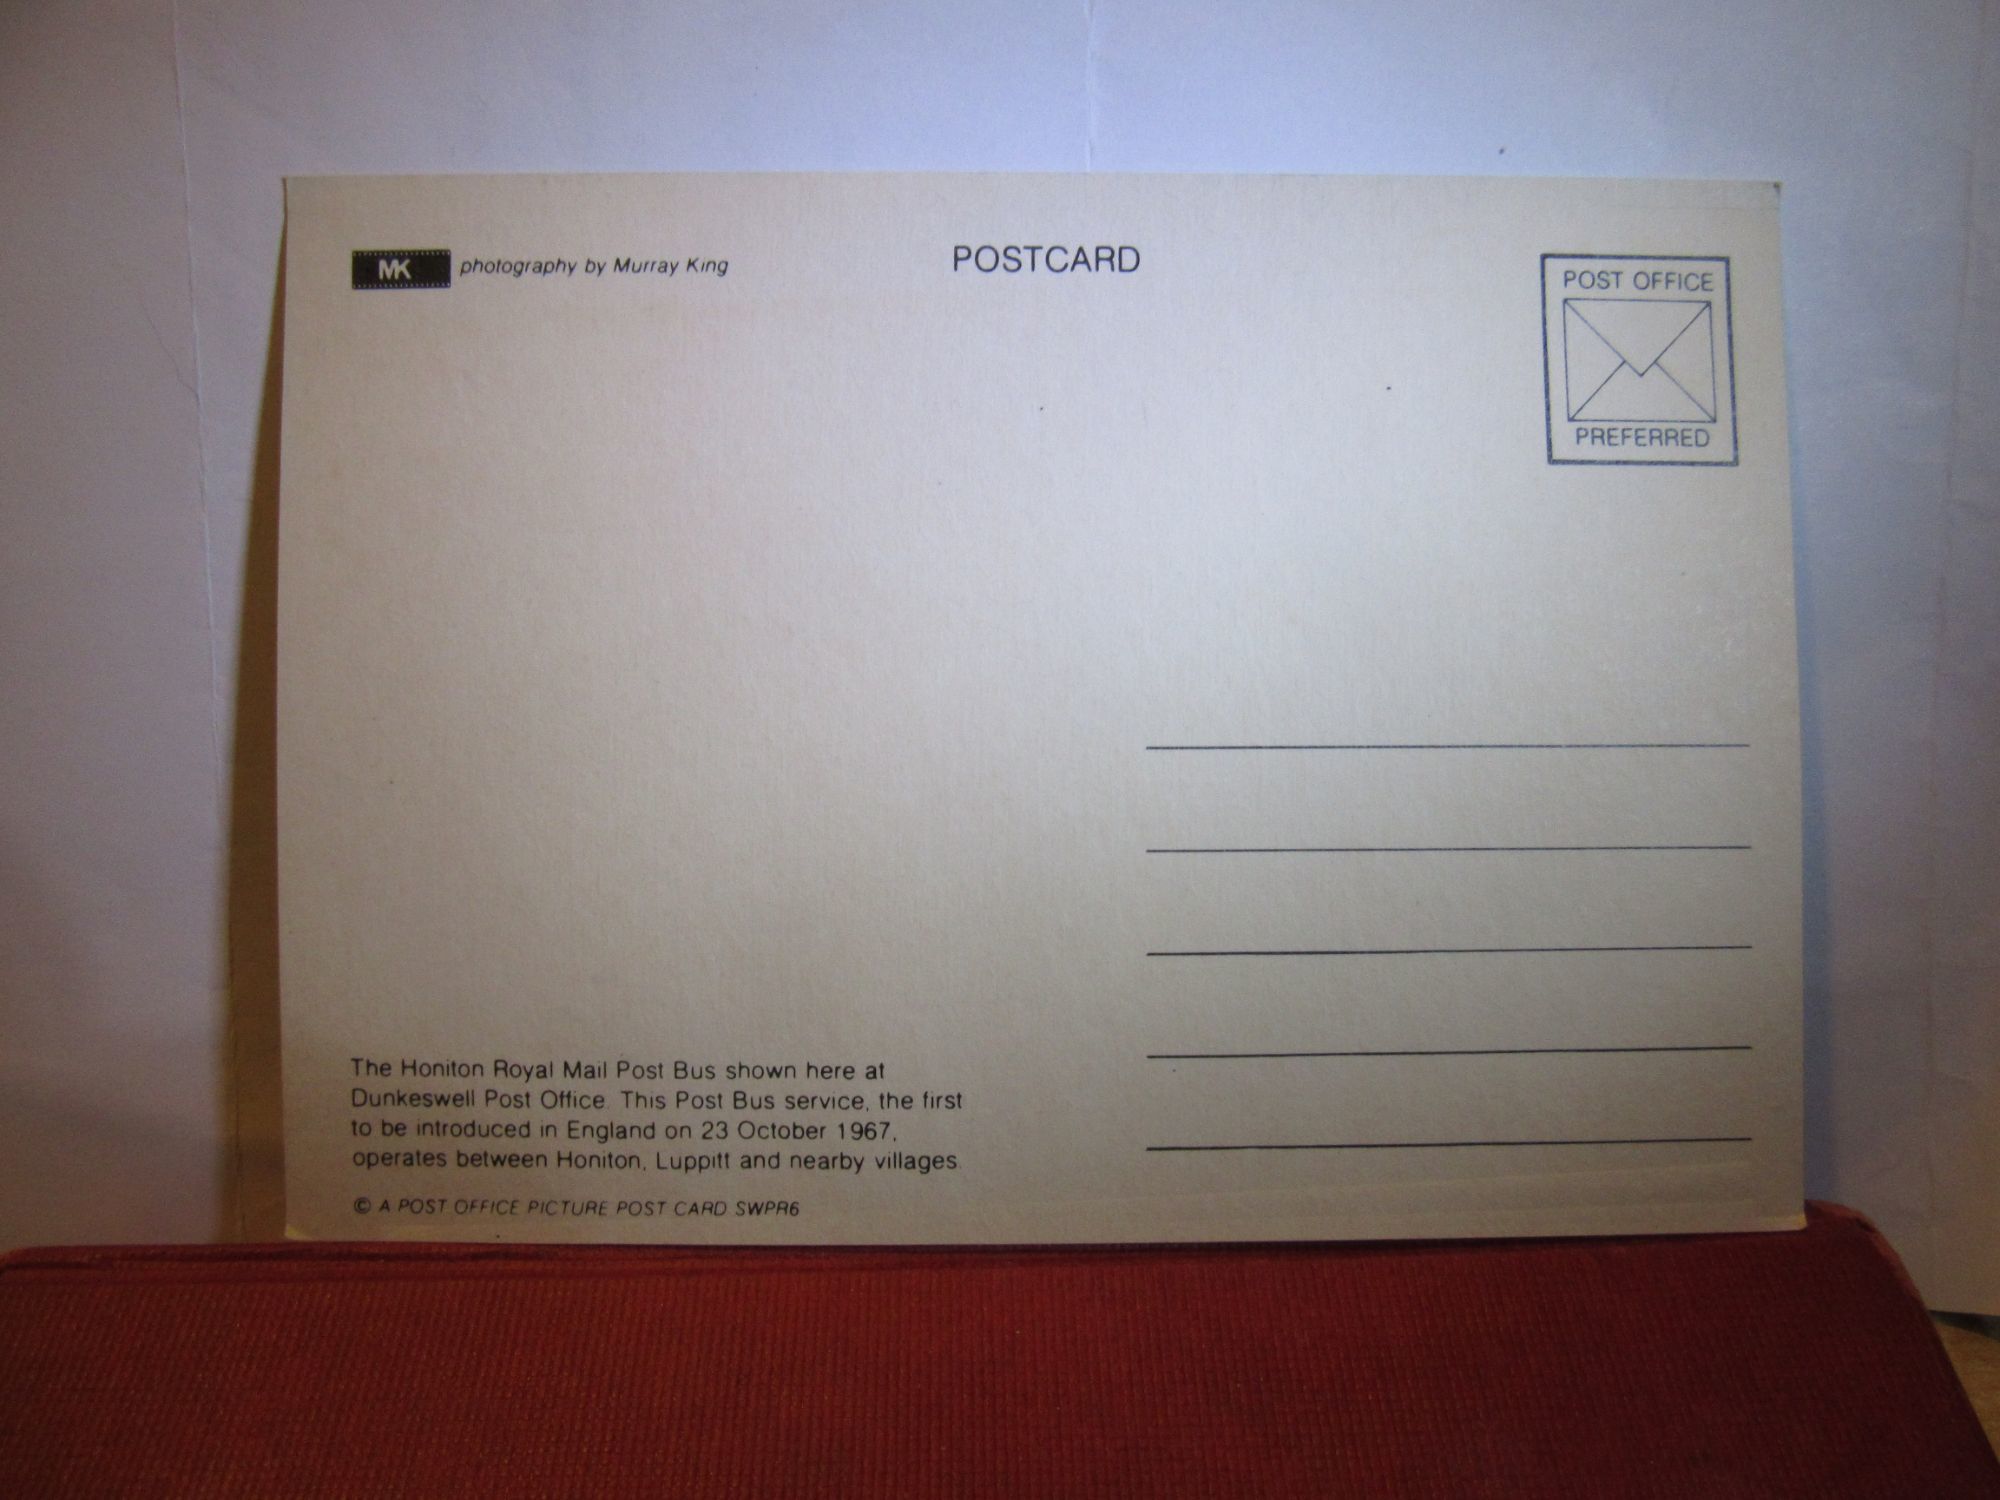 MK photography by Murray King
POSTCARD
POST OFFICE
PREFERRED
The Honiton Royal Mail Post Bus shown here at
Dunkeswell Post Office. This Post Bus service, the first
to be introduced in England on 23 October 1967,
operates between Honiton, Luppitt and nearby villages.
© A POST OFFICE PICTURE POST CARD SWPR6